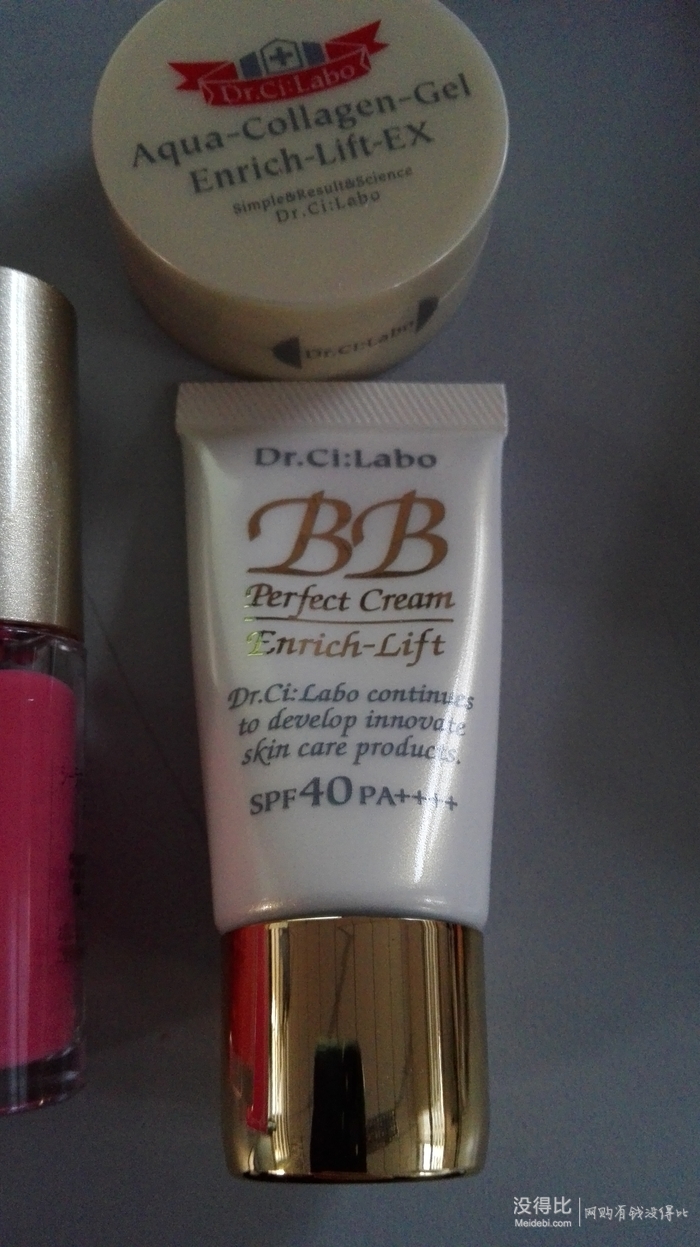 Dr.Ci:Labo
Aqua-Collagen-Gel
Enrich-Lift-EX
Simple&Result&Science
Dr.Ci:Labo
Dr.Ci:Labo
Dr.Ci:Labo
BB
Perfect Cream
Enrich-Lift
Dr.Ci:Labo continues
to develop innovate
skin care products.
SPF40 PA++++
没得比
Meidebi.com
网购有钱没得比